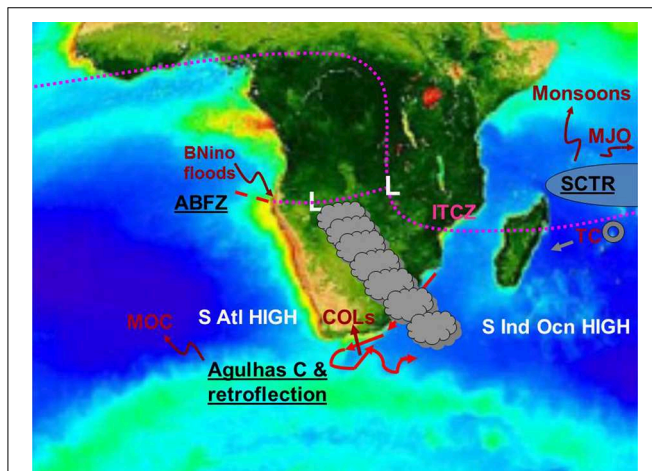 Monsoons
MJO
BNino
floods
L
L
SCTR
ABFZ
ITCZ
TC
MOC
S Atl HIGH
COLs
S Ind Ocn HIGH
Agulhas C &
retroflection